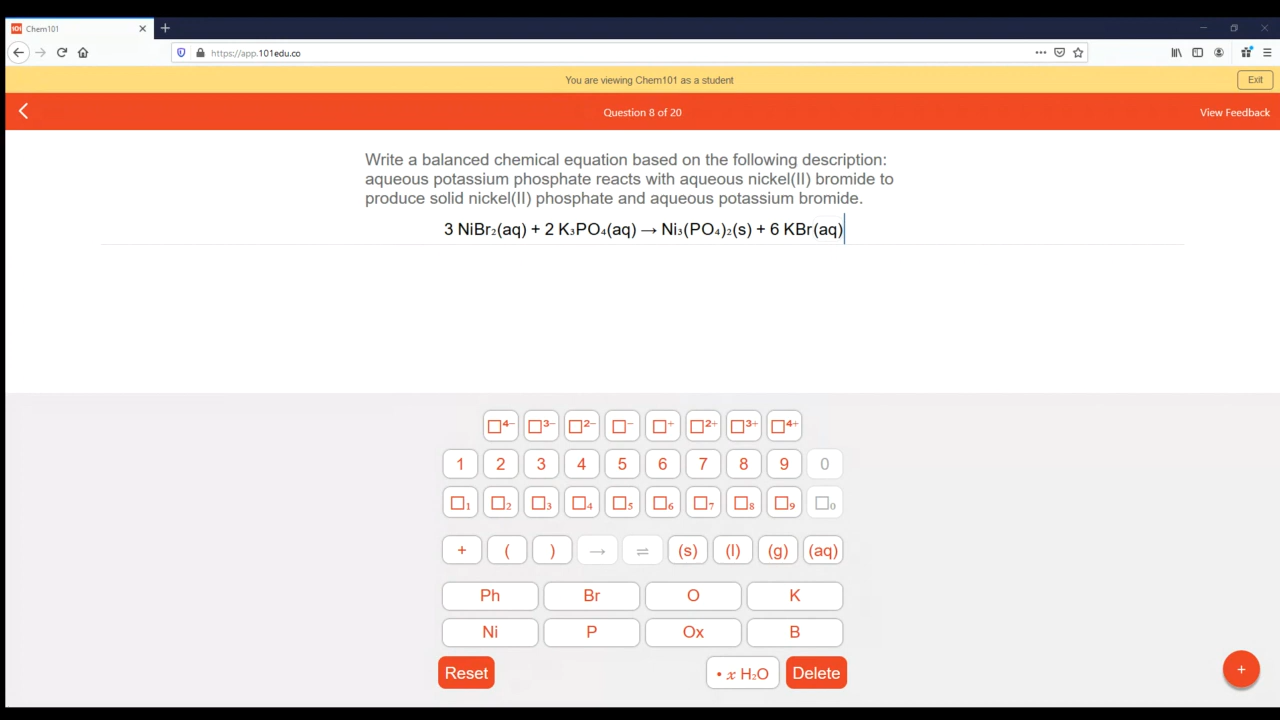 101 Chem101
https://app.101edu.co
You are viewing Chem101 as a student
Exit
Question 8 of 20
View Feedback
Write a balanced chemical equation based on the following description:
aqueous potassium phosphate reacts with aqueous nickel(II) bromide to
produce solid nickel(II) phosphate and aqueous potassium bromide.
3 NiBr₂(aq) + 2 K₃PO₄(aq) → Ni₃(PO₄)₂(s) + 6 KBr(aq)
□⁴⁻ □³⁻ □²⁻ □⁻ □⁺ □²⁺ □³⁺ □⁴⁺
1 2 3 4 5 6 7 8 9 0
□₁ □₂ □₃ □₄ □₅ □₆ □₇ □₈ □₉ □₀
+ ( ) → ⇌ (s) (l) (g) (aq)
Ph Br O K
Ni P Ox B
Reset • x H₂O Delete
+